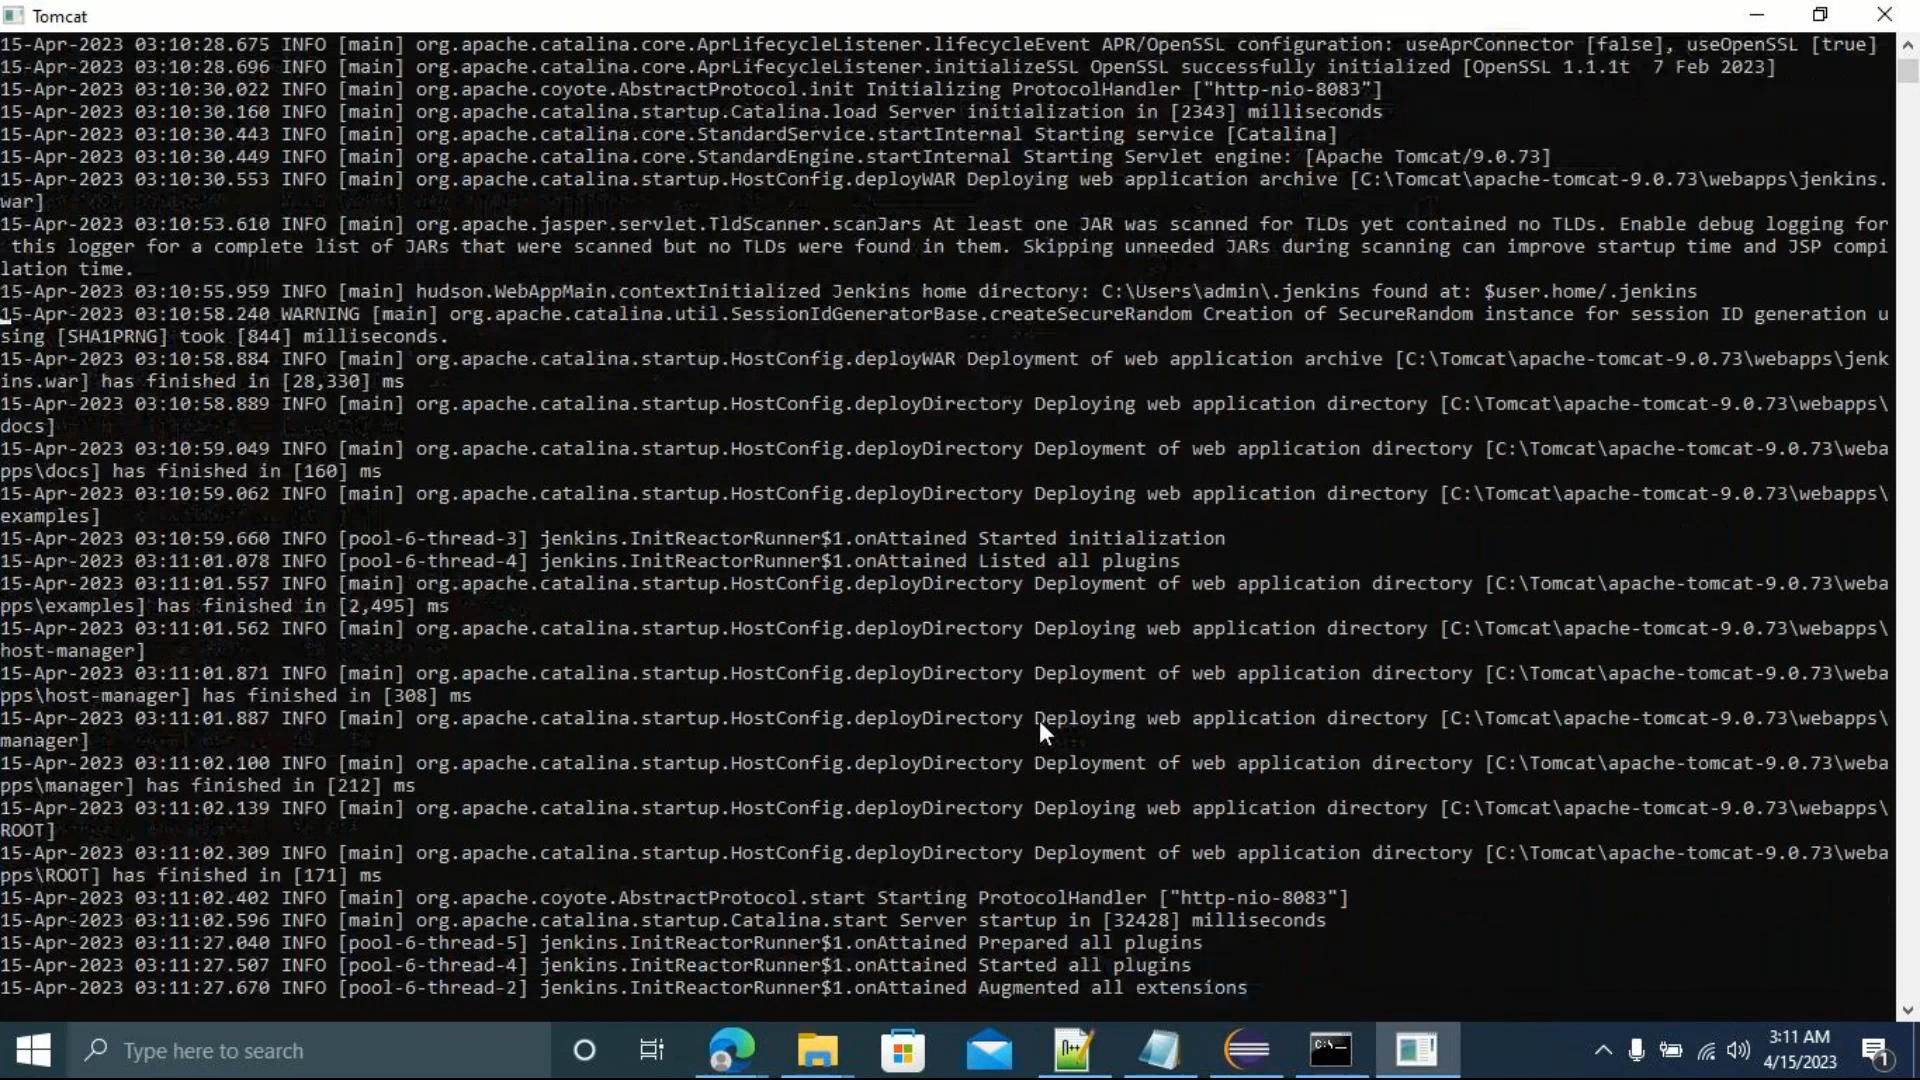 Tomcat
15-Apr-2023 03:10:28.675 INFO [main] org.apache.catalina.core.AprLifecycleListener.lifecycleEvent APR/OpenSSL configuration: useAprConnector [false], useOpenSSL [true]
15-Apr-2023 03:10:28.696 INFO [main] org.apache.catalina.core.AprLifecycleListener.initializeSSL OpenSSL successfully initialized [OpenSSL 1.1.1t  7 Feb 2023]
15-Apr-2023 03:10:30.022 INFO [main] org.apache.coyote.AbstractProtocol.init Initializing ProtocolHandler ["http-nio-8083"]
15-Apr-2023 03:10:30.160 INFO [main] org.apache.catalina.startup.Catalina.load Server initialization in [2343] milliseconds
15-Apr-2023 03:10:30.443 INFO [main] org.apache.catalina.core.StandardService.startInternal Starting service [Catalina]
15-Apr-2023 03:10:30.449 INFO [main] org.apache.catalina.core.StandardEngine.startInternal Starting Servlet engine: [Apache Tomcat/9.0.73]
15-Apr-2023 03:10:30.553 INFO [main] org.apache.catalina.startup.HostConfig.deployWAR Deploying web application archive [C:\Tomcat\apache-tomcat-9.0.73\webapps\jenkins.
war]
15-Apr-2023 03:10:53.610 INFO [main] org.apache.jasper.servlet.TldScanner.scanJars At least one JAR was scanned for TLDs yet contained no TLDs. Enable debug logging for
this logger for a complete list of JARs that were scanned but no TLDs were found in them. Skipping unneeded JARs during scanning can improve startup time and JSP compi
lation time.
15-Apr-2023 03:10:55.959 INFO [main] hudson.WebAppMain.contextInitialized Jenkins home directory: C:\Users\admin\.jenkins found at: $user.home/.jenkins
15-Apr-2023 03:10:58.240 WARNING [main] org.apache.catalina.util.SessionIdGeneratorBase.createSecureRandom Creation of SecureRandom instance for session ID generation u
sing [SHA1PRNG] took [844] milliseconds.
15-Apr-2023 03:10:58.884 INFO [main] org.apache.catalina.startup.HostConfig.deployWAR Deployment of web application archive [C:\Tomcat\apache-tomcat-9.0.73\webapps\jenk
ins.war] has finished in [28,330] ms
15-Apr-2023 03:10:58.889 INFO [main] org.apache.catalina.startup.HostConfig.deployDirectory Deploying web application directory [C:\Tomcat\apache-tomcat-9.0.73\webapps\
docs]
15-Apr-2023 03:10:59.049 INFO [main] org.apache.catalina.startup.HostConfig.deployDirectory Deployment of web application directory [C:\Tomcat\apache-tomcat-9.0.73\weba
pps\docs] has finished in [160] ms
15-Apr-2023 03:10:59.062 INFO [main] org.apache.catalina.startup.HostConfig.deployDirectory Deploying web application directory [C:\Tomcat\apache-tomcat-9.0.73\webapps\
examples]
15-Apr-2023 03:10:59.660 INFO [pool-6-thread-3] jenkins.InitReactorRunner$1.onAttained Started initialization
15-Apr-2023 03:11:01.078 INFO [pool-6-thread-4] jenkins.InitReactorRunner$1.onAttained Listed all plugins
15-Apr-2023 03:11:01.557 INFO [main] org.apache.catalina.startup.HostConfig.deployDirectory Deployment of web application directory [C:\Tomcat\apache-tomcat-9.0.73\weba
pps\examples] has finished in [2,495] ms
15-Apr-2023 03:11:01.562 INFO [main] org.apache.catalina.startup.HostConfig.deployDirectory Deploying web application directory [C:\Tomcat\apache-tomcat-9.0.73\webapps\
host-manager]
15-Apr-2023 03:11:01.871 INFO [main] org.apache.catalina.startup.HostConfig.deployDirectory Deployment of web application directory [C:\Tomcat\apache-tomcat-9.0.73\weba
pps\host-manager] has finished in [308] ms
15-Apr-2023 03:11:01.887 INFO [main] org.apache.catalina.startup.HostConfig.deployDirectory Deploying web application directory [C:\Tomcat\apache-tomcat-9.0.73\webapps\
manager]
15-Apr-2023 03:11:02.100 INFO [main] org.apache.catalina.startup.HostConfig.deployDirectory Deployment of web application directory [C:\Tomcat\apache-tomcat-9.0.73\weba
pps\manager] has finished in [212] ms
15-Apr-2023 03:11:02.139 INFO [main] org.apache.catalina.startup.HostConfig.deployDirectory Deploying web application directory [C:\Tomcat\apache-tomcat-9.0.73\webapps\
ROOT]
15-Apr-2023 03:11:02.309 INFO [main] org.apache.catalina.startup.HostConfig.deployDirectory Deployment of web application directory [C:\Tomcat\apache-tomcat-9.0.73\weba
pps\ROOT] has finished in [171] ms
15-Apr-2023 03:11:02.402 INFO [main] org.apache.coyote.AbstractProtocol.start Starting ProtocolHandler ["http-nio-8083"]
15-Apr-2023 03:11:02.596 INFO [main] org.apache.catalina.startup.Catalina.start Server startup in [32428] milliseconds
15-Apr-2023 03:11:27.040 INFO [pool-6-thread-5] jenkins.InitReactorRunner$1.onAttained Prepared all plugins
15-Apr-2023 03:11:27.507 INFO [pool-6-thread-4] jenkins.InitReactorRunner$1.onAttained Started all plugins
15-Apr-2023 03:11:27.670 INFO [pool-6-thread-2] jenkins.InitReactorRunner$1.onAttained Augmented all extensions
Type here to search
3:11 AM
4/15/2023
1